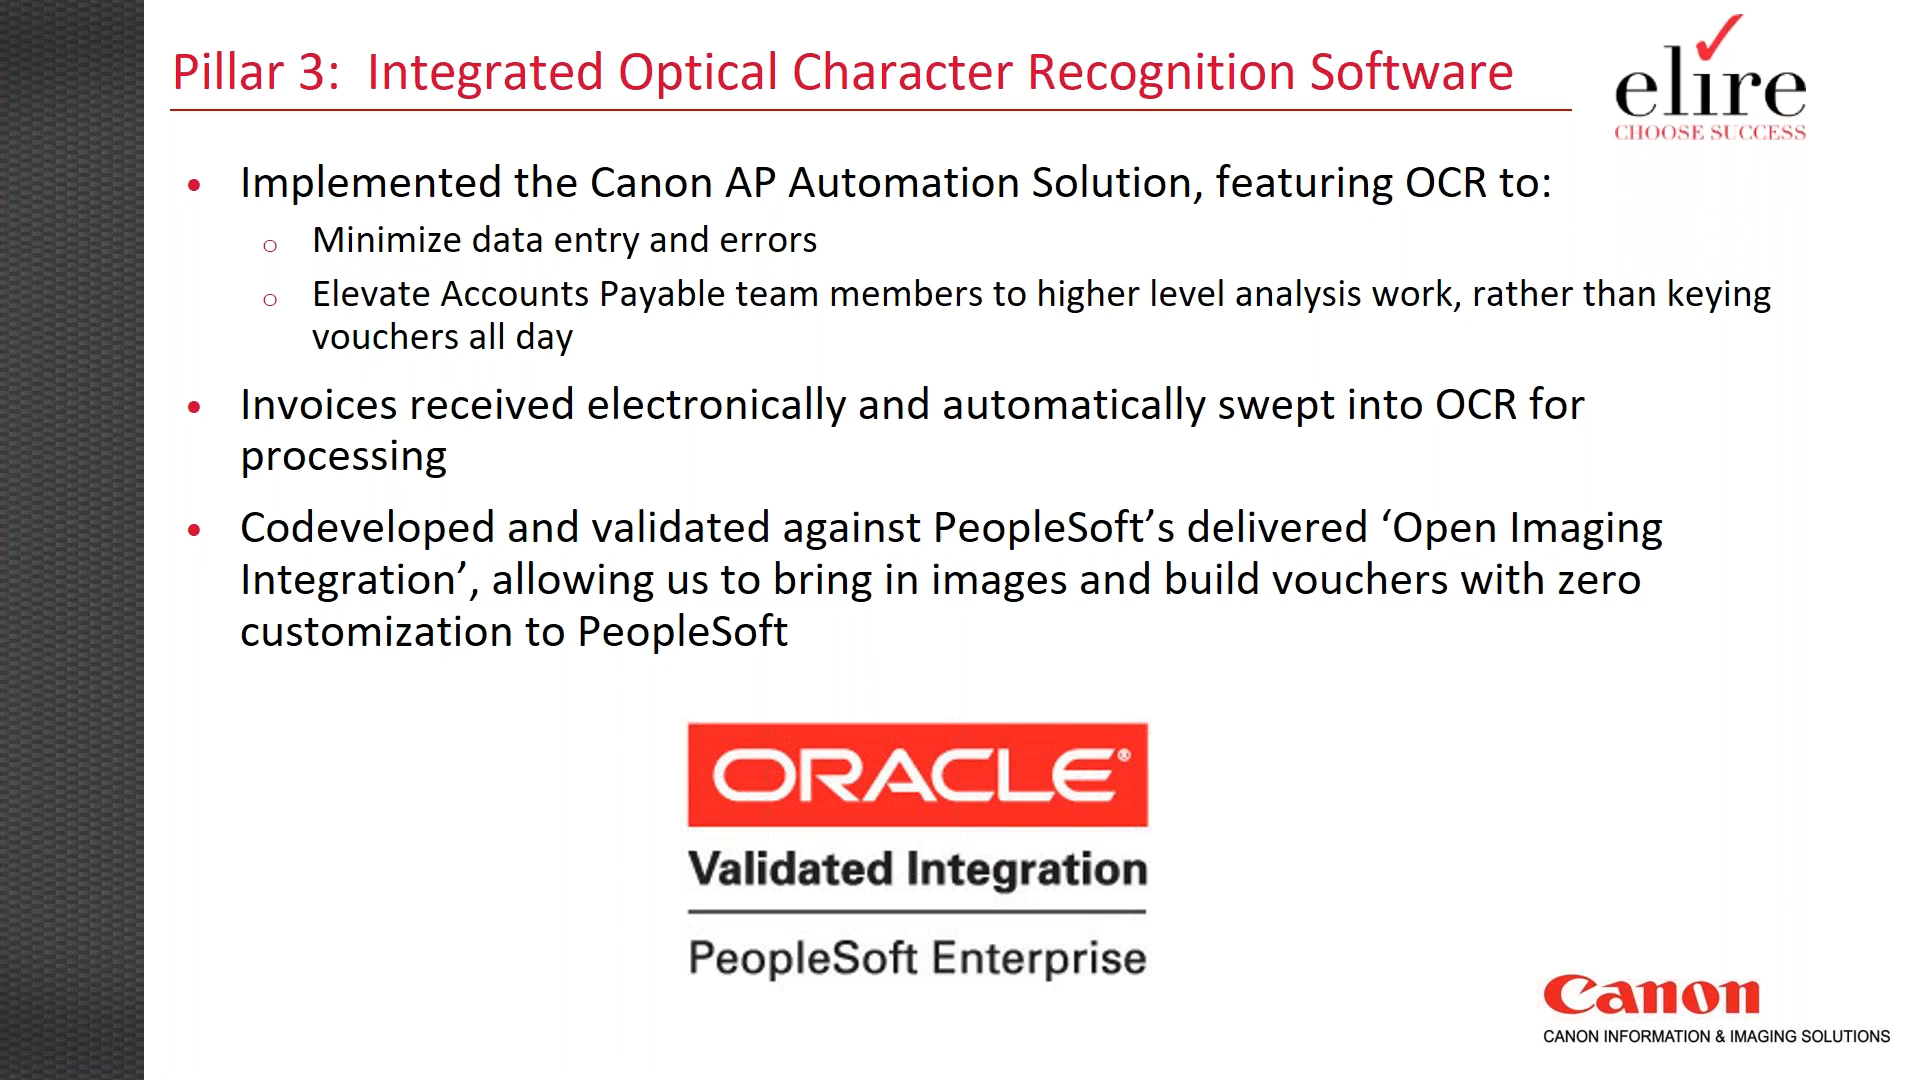 Pillar 3:  Integrated Optical Character Recognition Software
elire
CHOOSE SUCCESS
• Implemented the Canon AP Automation Solution, featuring OCR to:
o Minimize data entry and errors
o Elevate Accounts Payable team members to higher level analysis work, rather than keying
vouchers all day
• Invoices received electronically and automatically swept into OCR for
processing
• Codeveloped and validated against PeopleSoft’s delivered ‘Open Imaging
Integration’, allowing us to bring in images and build vouchers with zero
customization to PeopleSoft
ORACLE®
Validated Integration
PeopleSoft Enterprise
Canon
CANON INFORMATION & IMAGING SOLUTIONS